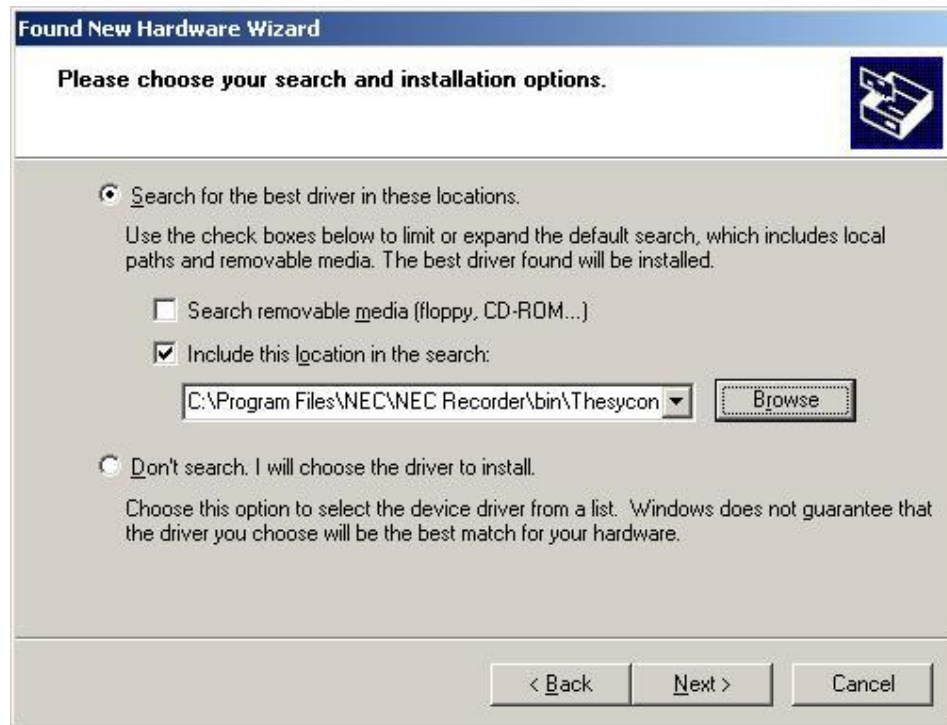 Found New Hardware Wizard
Please choose your search and installation options.
Search for the best driver in these locations.
Use the check boxes below to limit or expand the default search, which includes local
paths and removable media. The best driver found will be installed.
Search removable media (floppy, CD-ROM...)
Include this location in the search:
C:\Program Files\NEC\NEC Recorder\bin\Thesycon
Browse
Don't search. I will choose the driver to install.
Choose this option to select the device driver from a list. Windows does not guarantee that
the driver you choose will be the best match for your hardware.
< Back
Next >
Cancel